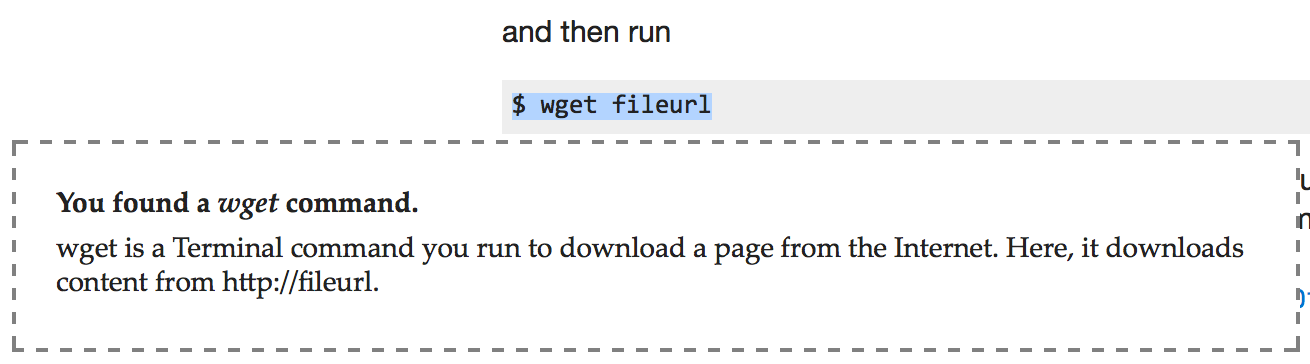 and then run
$ wget fileurl
You found a wget command.
wget is a Terminal command you run to download a page from the Internet. Here, it downloads
content from http://fileurl.